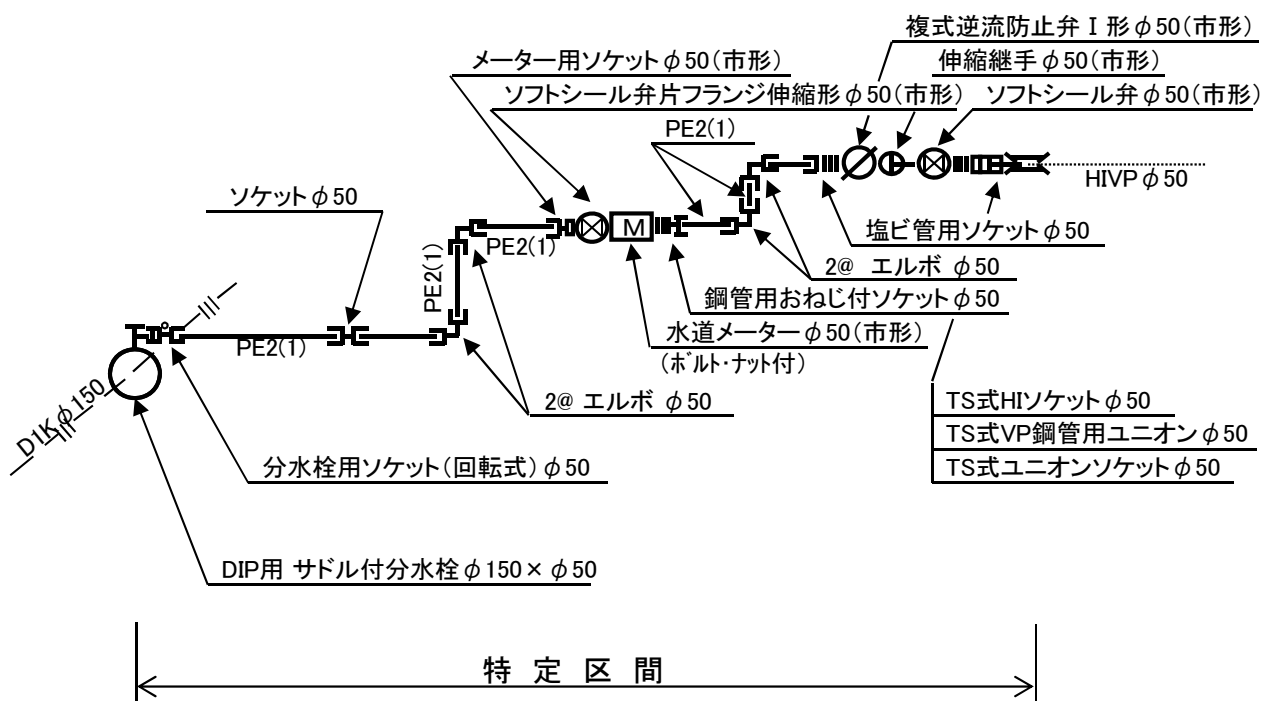 複式逆流防止弁Ⅰ形φ50(市形)
メーター用ソケットφ50(市形)
伸縮継手φ50(市形)
ソフトシール弁片フランジ伸縮形φ50(市形)
ソフトシール弁φ50(市形)
PE2(1)
HIVPφ50
ソケットφ50
M
塩ビ管用ソケットφ50
PE2(1)
PE2(1)
2@ エルボ φ50
鋼管用おねじ付ソケットφ50
水道メーターφ50(市形)
(ボルト・ナット付)
PE2(1)
D1Kφ150
2@ エルボ φ50
TS式HIソケットφ50
TS式VP鋼管用ユニオンφ50
TS式ユニオンソケットφ50
分水栓用ソケット(回転式)φ50
DIP用 サドル付分水栓φ150×φ50
特定区間